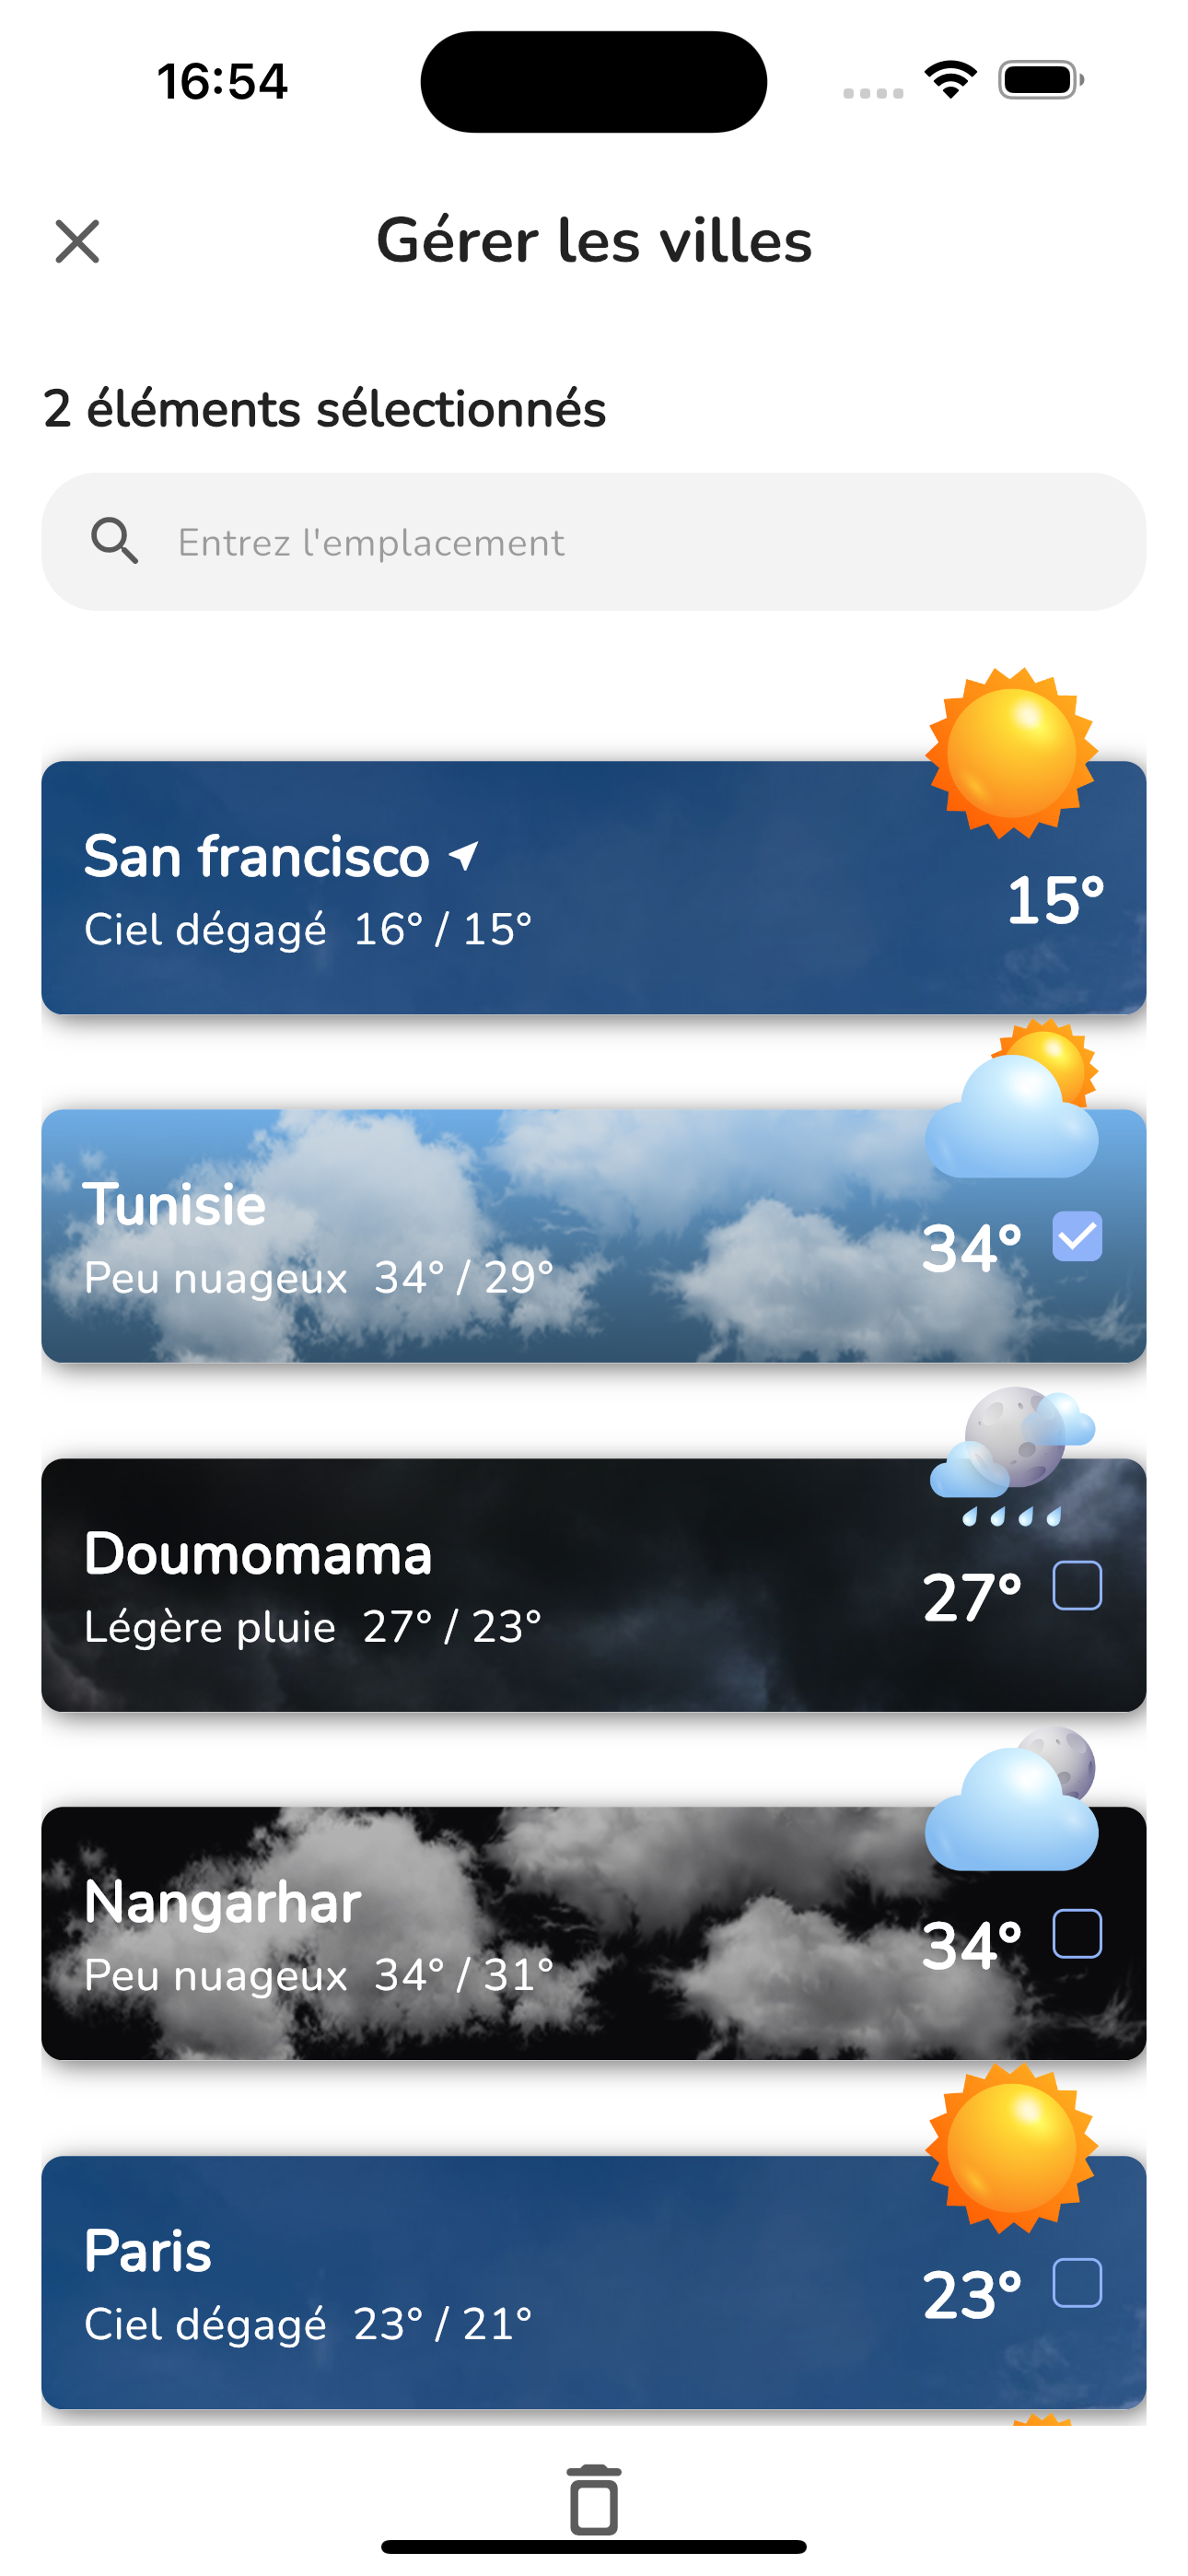 16:54
Gérer les villes
2 éléments sélectionnés
Entrez l'emplacement
San francisco
Ciel dégagé 16° / 15°
15°
Tunisie
Peu nuageux 34° / 29°
34°
Doumomama
Légère pluie 27° / 23°
27°
Nangarhar
Peu nuageux 34° / 31°
34°
Paris
Ciel dégagé 23° / 21°
23°